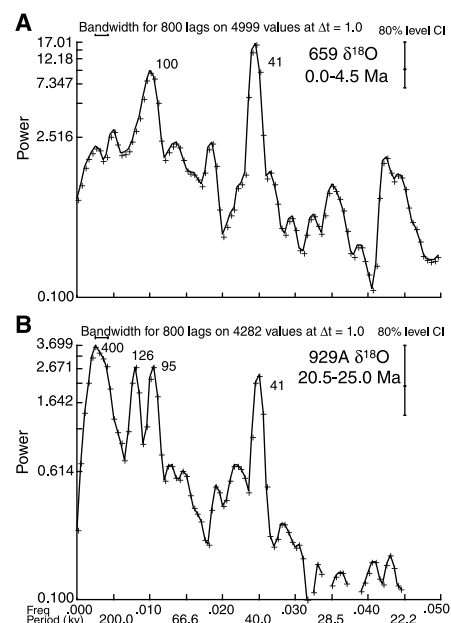 A
Bandwidth for 800 lags on 4999 values at Δt = 1.0
80% level CI
17.01
12.18
7.347
2.516
0.100
Power
100
41
659 δ¹⁸O
0.0-4.5 Ma
B
Bandwidth for 800 lags on 4282 values at Δt = 1.0
80% level CI
3.699
2.671
1.642
0.614
0.100
Power
400
126
95
41
929A δ¹⁸O
20.5-25.0 Ma
Freq .000 .010 .020 .030 .040 .050
Period (ky) 200.0 66.6 40.0 28.5 22.2